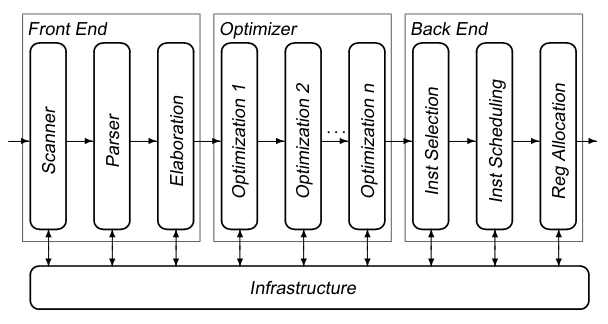 Front End
Optimizer
Back End
Scanner
Parser
Elaboration
Optimization 1
Optimization 2
...
Optimization n
Inst Selection
Inst Scheduling
Reg Allocation
Infrastructure